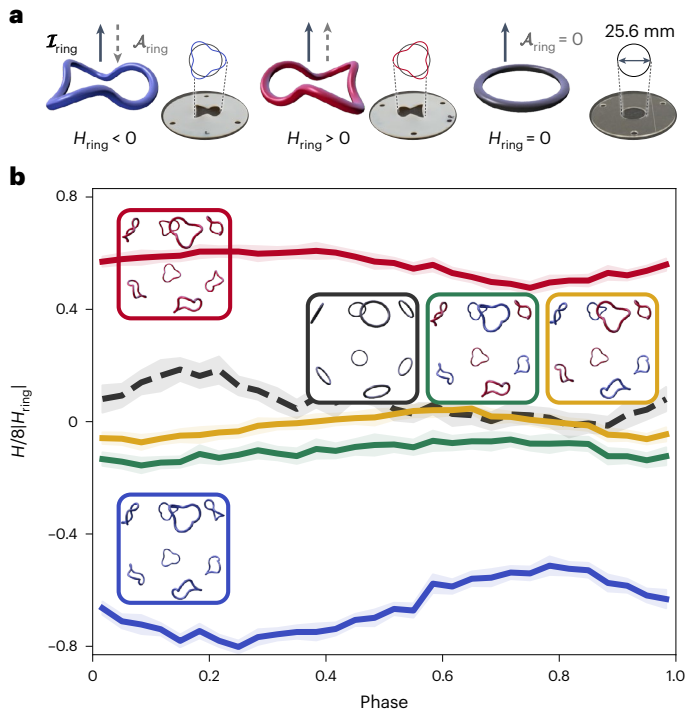 a
𝓘ring 𝒜ring 𝒜ring = 0 25.6 mm
Hring < 0 Hring > 0 Hring = 0
b
0.8
0.4
0
−0.4
−0.8
H/8|Hring|
0 0.2 0.4 0.6 0.8 1.0
Phase